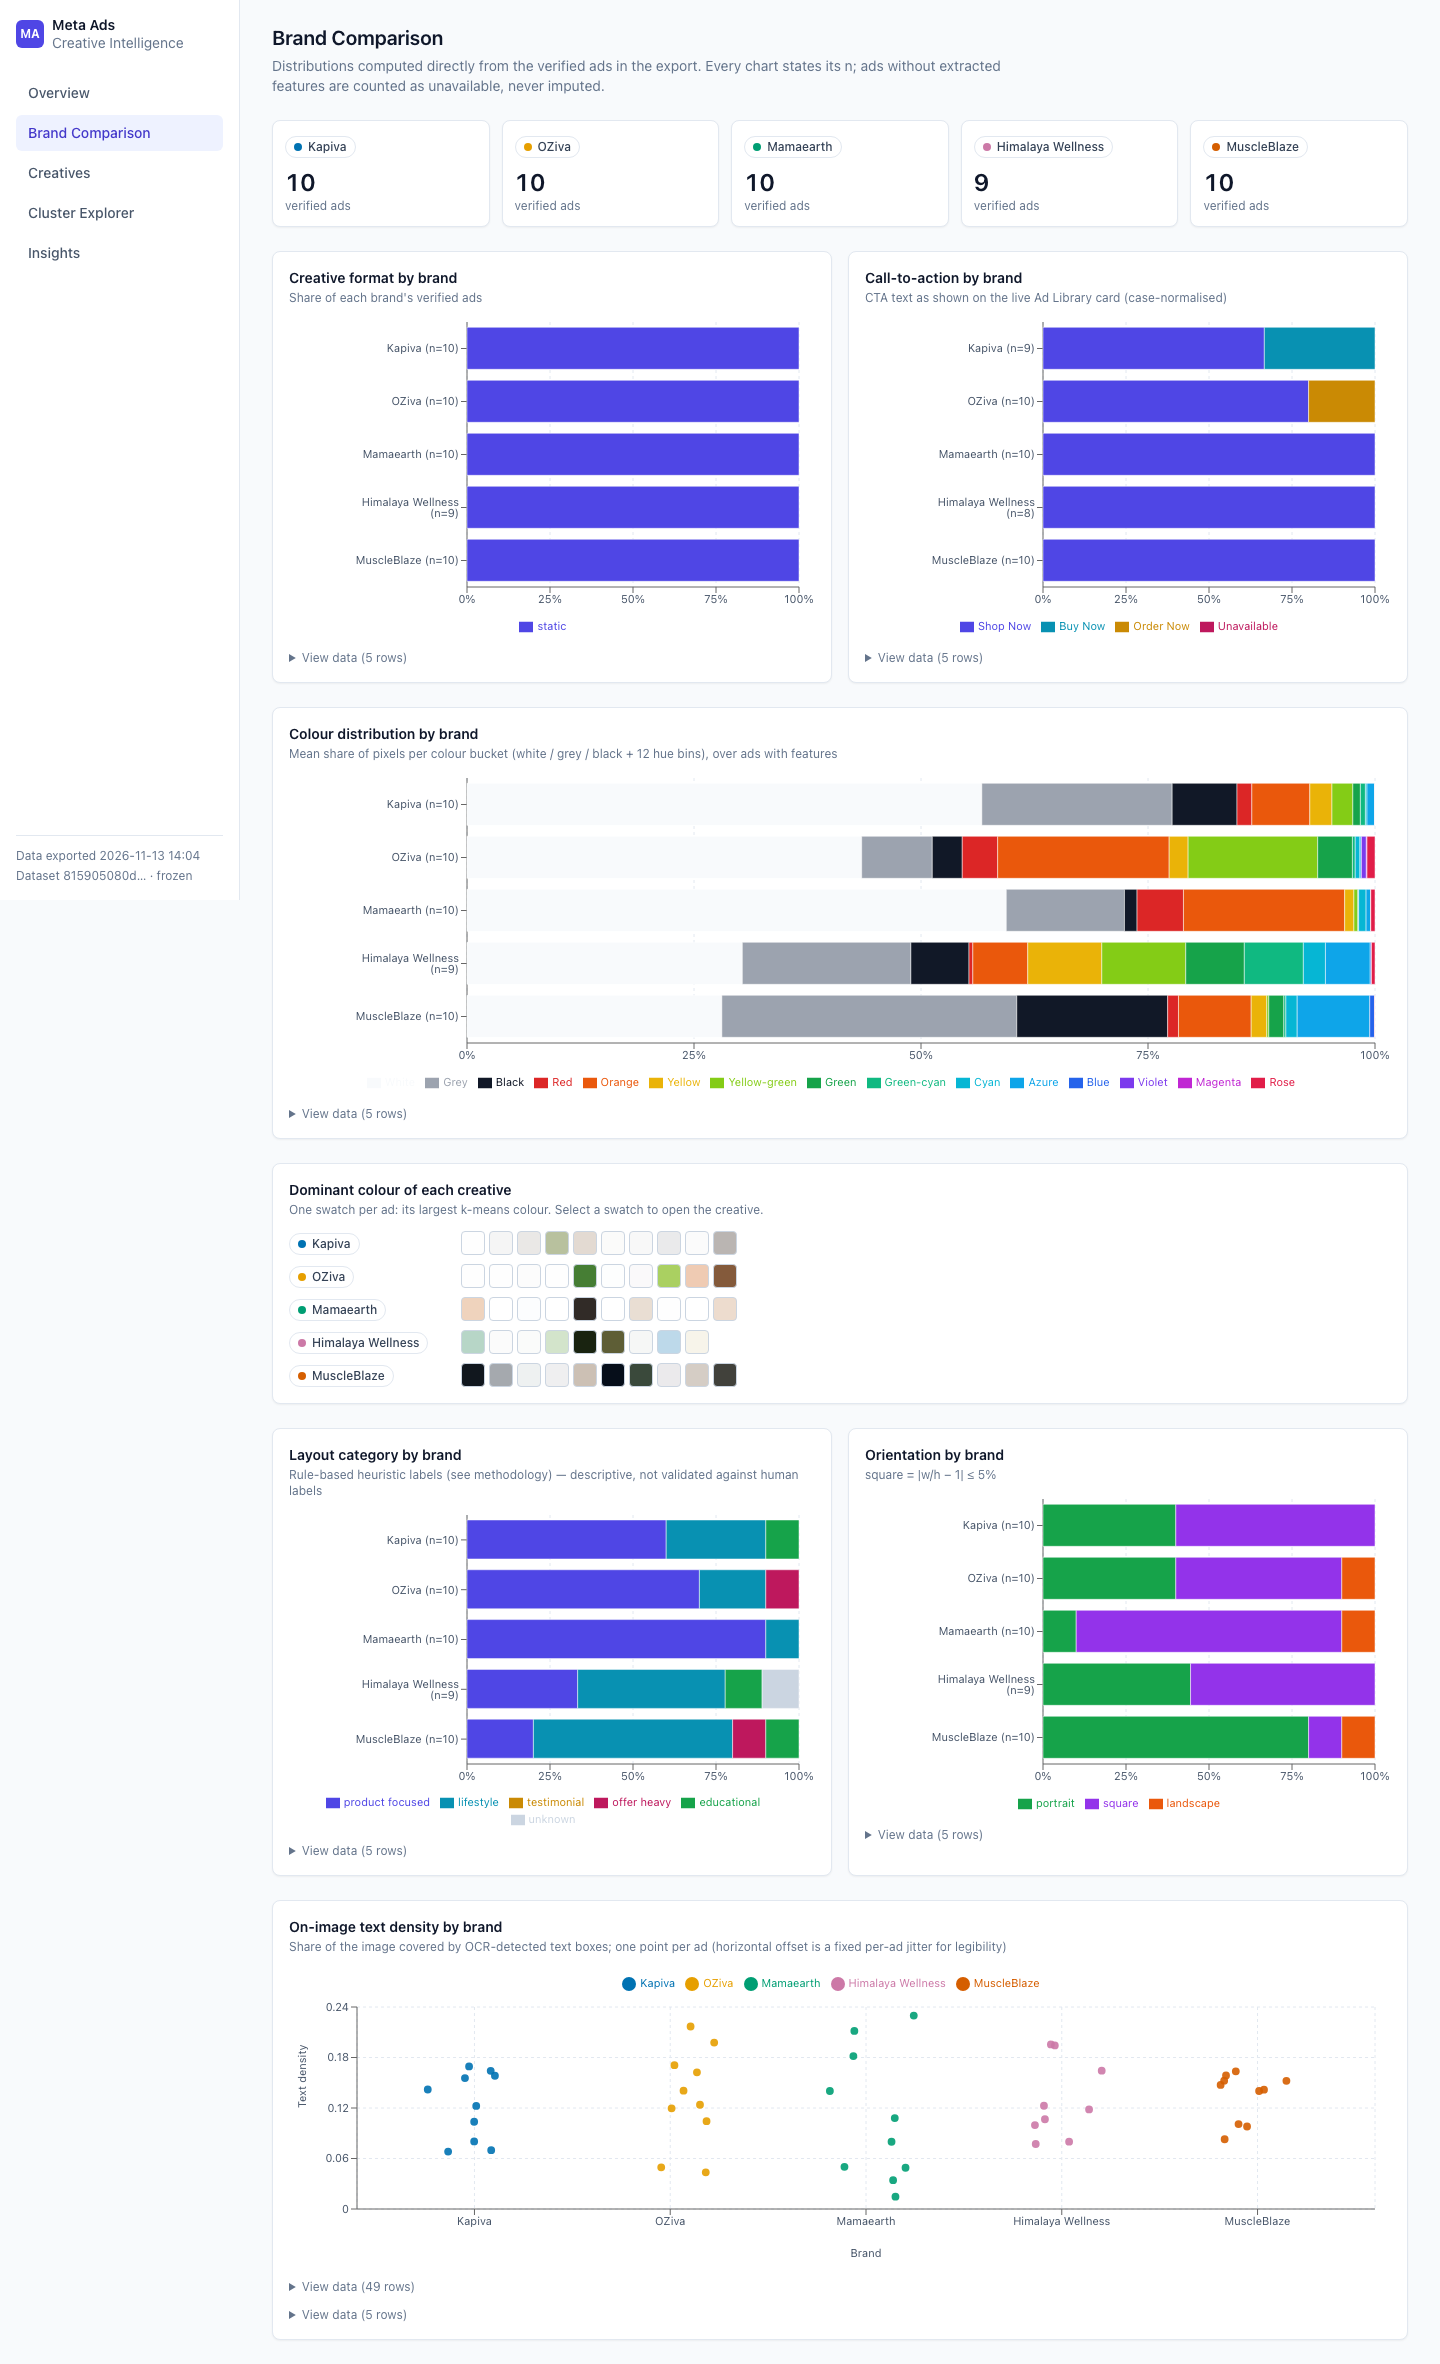 MA
Meta Ads
Creative Intelligence
Overview
Brand Comparison
Creatives
Cluster Explorer
Insights
Data exported 2026-11-13 14:04
Dataset 815905080d... · frozen
Brand Comparison
Distributions computed directly from the verified ads in the export. Every chart states its n; ads without extracted
features are counted as unavailable, never imputed.
Kapiva
10
verified ads
OZiva
10
verified ads
Mamaearth
10
verified ads
Himalaya Wellness
9
verified ads
MuscleBlaze
10
verified ads
Creative format by brand
Share of each brand's verified ads
Kapiva (n=10)
OZiva (n=10)
Mamaearth (n=10)
Himalaya Wellness
(n=9)
MuscleBlaze (n=10)
0% 25% 50% 75% 100%
static
▶ View data (5 rows)
Call-to-action by brand
CTA text as shown on the live Ad Library card (case-normalised)
Kapiva (n=9)
OZiva (n=10)
Mamaearth (n=10)
Himalaya Wellness
(n=8)
MuscleBlaze (n=10)
0% 25% 50% 75% 100%
Shop Now Buy Now Order Now Unavailable
▶ View data (5 rows)
Colour distribution by brand
Mean share of pixels per colour bucket (white / grey / black + 12 hue bins), over ads with features
Kapiva (n=10)
OZiva (n=10)
Mamaearth (n=10)
Himalaya Wellness
(n=9)
MuscleBlaze (n=10)
0% 25% 50% 75% 100%
Grey Black Red Orange Yellow Yellow-green Green Green-cyan Cyan Azure Blue Violet Magenta Rose
▶ View data (5 rows)
Dominant colour of each creative
One swatch per ad: its largest k-means colour. Select a swatch to open the creative.
Kapiva
OZiva
Mamaearth
Himalaya Wellness
MuscleBlaze
Layout category by brand
Rule-based heuristic labels (see methodology) — descriptive, not validated against human
labels
Kapiva (n=10)
OZiva (n=10)
Mamaearth (n=10)
Himalaya Wellness
(n=9)
MuscleBlaze (n=10)
0% 25% 50% 75% 100%
product focused lifestyle testimonial offer heavy educational
unknown
▶ View data (5 rows)
Orientation by brand
square = |w/h − 1| ≤ 5%
Kapiva (n=10)
OZiva (n=10)
Mamaearth (n=10)
Himalaya Wellness
(n=9)
MuscleBlaze (n=10)
0% 25% 50% 75% 100%
portrait square landscape
▶ View data (5 rows)
On-image text density by brand
Share of the image covered by OCR-detected text boxes; one point per ad (horizontal offset is a fixed per-ad jitter for legibility)
Kapiva OZiva Mamaearth Himalaya Wellness MuscleBlaze
Text density
0.24
0.18
0.12
0.06
0
Kapiva OZiva Mamaearth Himalaya Wellness MuscleBlaze
Brand
▶ View data (49 rows)
▶ View data (5 rows)